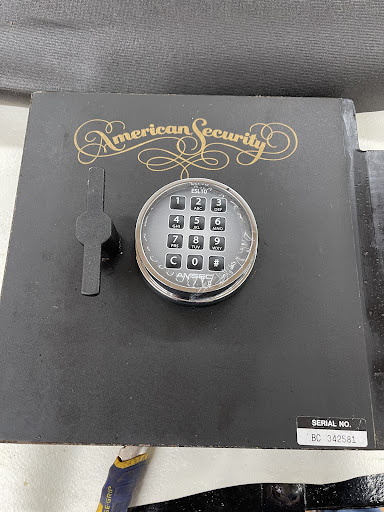 American Security
ESL10
1 2 ABC 3 DEF
4 GHI 5 JKL 6 MNO
7 PRS 8 TUV 9 WXY
C 0 #
AMSEC
SERIAL NO.
BC 342581
GRIP